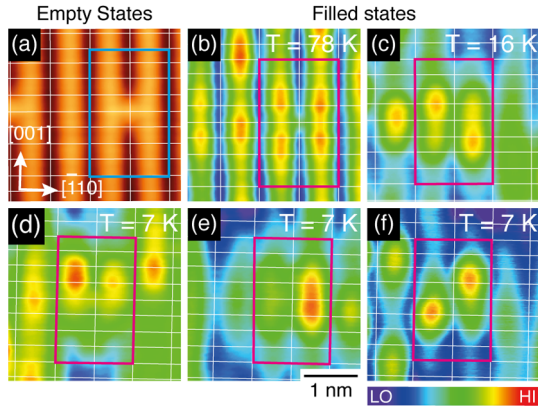 Empty States
Filled states
(a)
[001]
[1̄10]
(b)
T = 78 K
(c)
T = 16 K
(d)
T = 7 K
(e)
T = 7 K
(f)
T = 7 K
1 nm
LO
HI